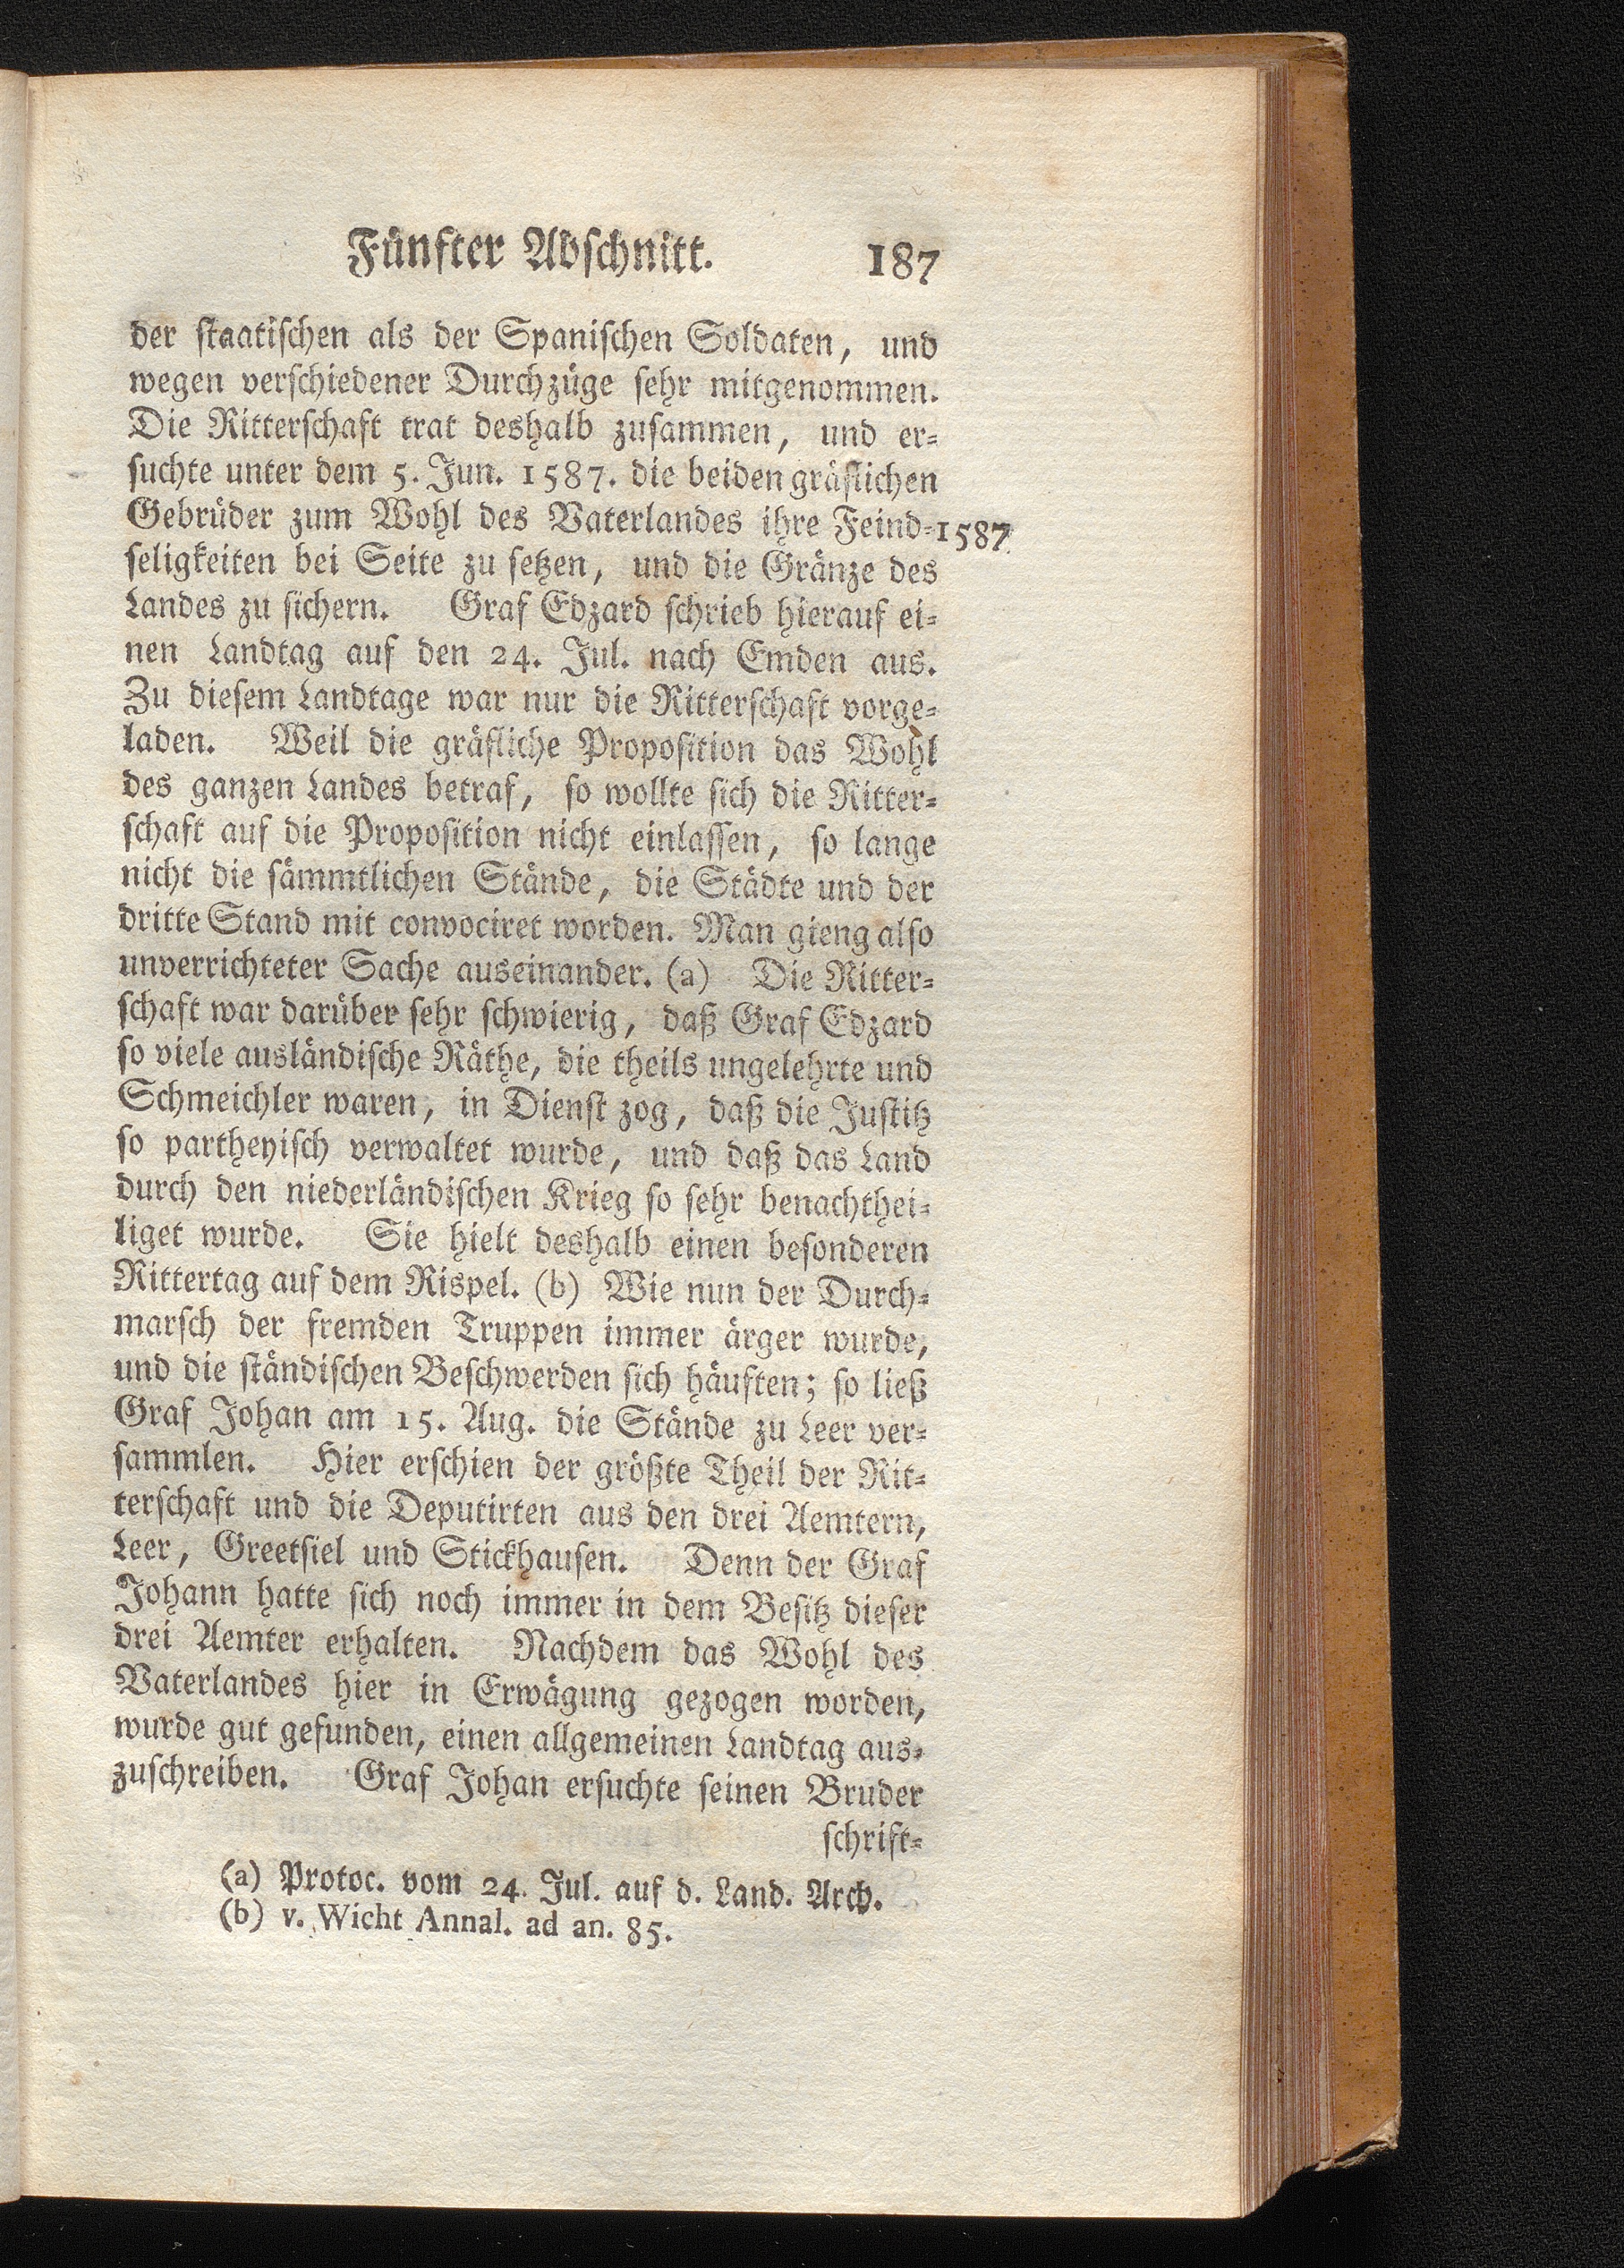 Fünfter Abschnitt. 187
der staatischen als der Spanischen Soldaten, und
wegen verschiedener Durchzüge sehr mitgenommen.
Die Ritterschaft trat deshalb zusammen, und er-
suchte unter dem 5. Jun. 1587. die beiden gräflichen
Gebrüder zum Wohl des Vaterlandes ihre Feind- 1587
seligkeiten bei Seite zu setzen, und die Gränze des
Landes zu sichern. Graf Edzard schrieb hierauf ei-
nen Landtag auf den 24. Jul. nach Emden aus.
Zu diesem Landtage war nur die Ritterschaft vorge-
laden. Weil die gräfliche Proposition das Wohl
des ganzen Landes betraf, so wollte sich die Ritter-
schaft auf die Proposition nicht einlassen, so lange
nicht die sämmtlichen Stände, die Städte und der
dritte Stand mit convociret worden. Man gieng also
unverrichteter Sache auseinander. (a) Die Ritter-
schaft war darüber sehr schwierig, daß Graf Edzard
so viele ausländische Räthe, die theils ungelehrte und
Schmeichler waren, in Dienst zog, daß die Justitz
so partheyisch verwaltet wurde, und daß das Land
durch den niederländischen Krieg so sehr benachthei-
liget wurde. Sie hielt deshalb einen besonderen
Rittertag auf dem Rispel. (b) Wie nun der Durch-
marsch der fremden Truppen immer ärger wurde,
und die ständischen Beschwerden sich häuften; so ließ
Graf Johan am 15. Aug. die Stände zu Leer ver-
sammlen. Hier erschien der größte Theil der Rit-
terschaft und die Deputirten aus den drei Aemtern,
Leer, Greetsiel und Stickhausen. Denn der Graf
Johann hatte sich noch immer in dem Besitz dieser
drei Aemter erhalten. Nachdem das Wohl des
Vaterlandes hier in Erwägung gezogen worden,
wurde gut gefunden, einen allgemeinen Landtag aus-
zuschreiben. Graf Johan ersuchte seinen Bruder
schrift-
(a) Protoc. vom 24. Jul. auf d. Land. Arch.
(b) v. Wicht Annal. ad an. 85.